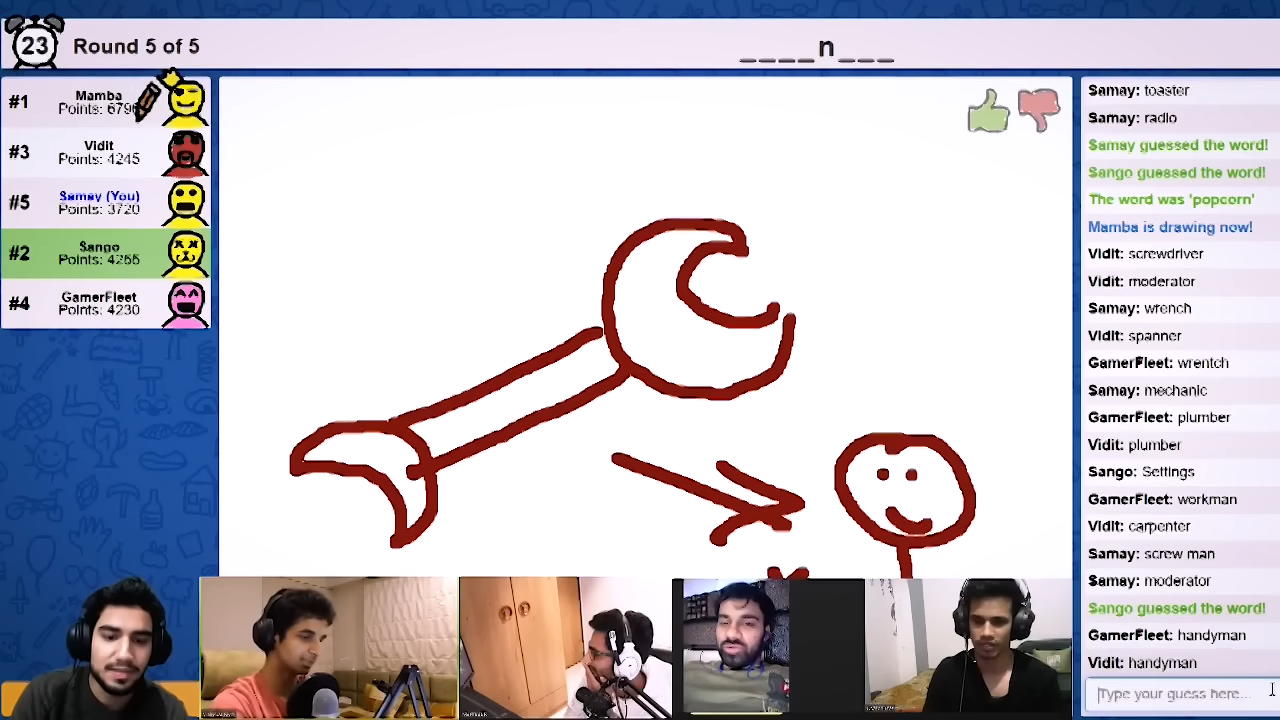 23
Round 5 of 5
____n___
#1
Mamba
Points: 6796
#3
Vidit
Points: 4245
#5
Samay (You)
Points: 3720
#2
Sango
Points: 4255
#4
GamerFleet
Points: 4230
Samay: toaster
Samay: radio
Samay guessed the word!
Sango guessed the word!
The word was 'popcorn'
Mamba is drawing now!
Vidit: screwdriver
Vidit: moderator
Samay: wrench
Vidit: spanner
GamerFleet: wrentch
Samay: mechanic
GamerFleet: plumber
Vidit: plumber
Sango: Settings
GamerFleet: workman
Vidit: carpenter
Samay: screw man
Samay: moderator
Sango guessed the word!
GamerFleet: handyman
Vidit: handyman
Type your guess here...